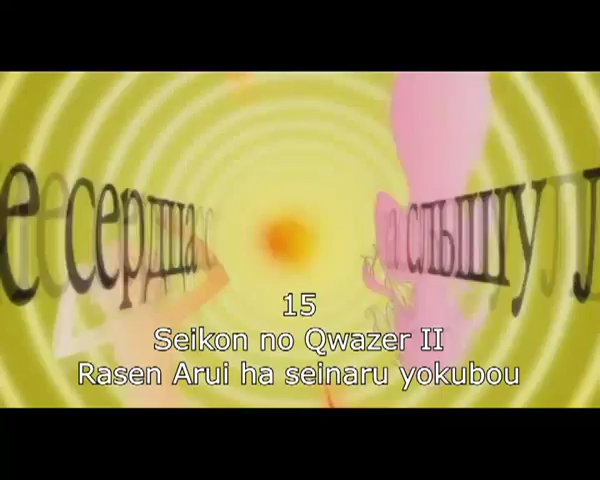 е сердца с
а слышу л
15
Seikon no Qwazer II
Rasen Arui ha seinaru yokubou